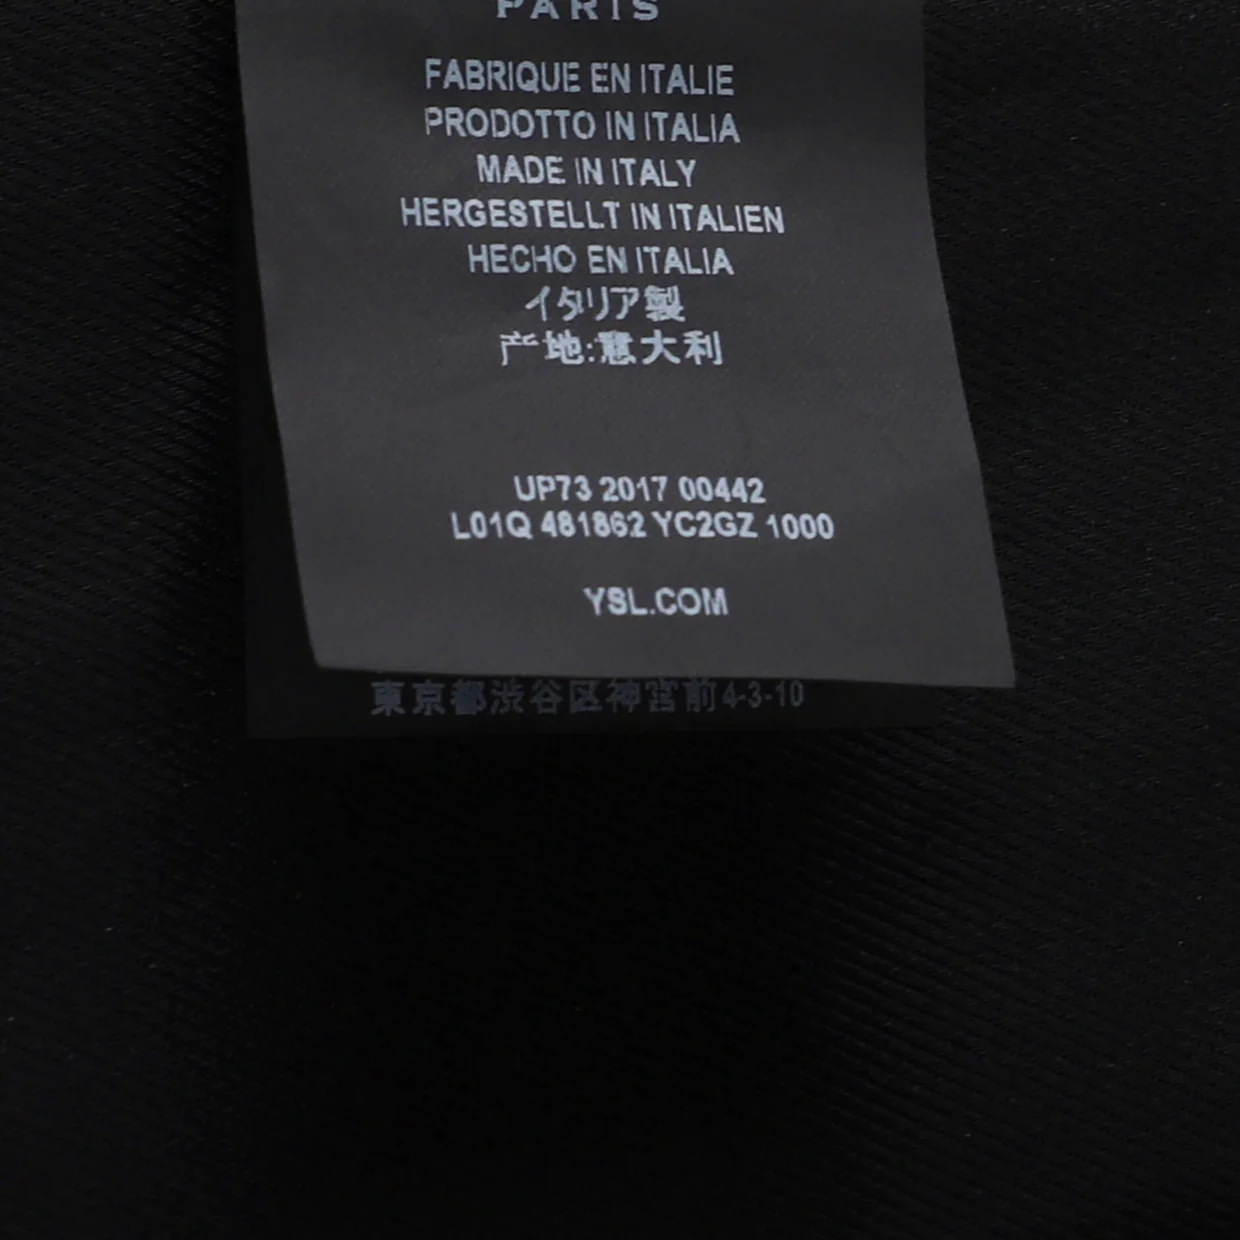 PARIS
FABRIQUE EN ITALIE
PRODOTTO IN ITALIA
MADE IN ITALY
HERGESTELLT IN ITALIEN
HECHO EN ITALIA
イタリア製
产地:意大利
UP73 2017 00442
L01Q 481862 YC2GZ 1000
YSL.COM
東京都渋谷区神宮前4-3-10